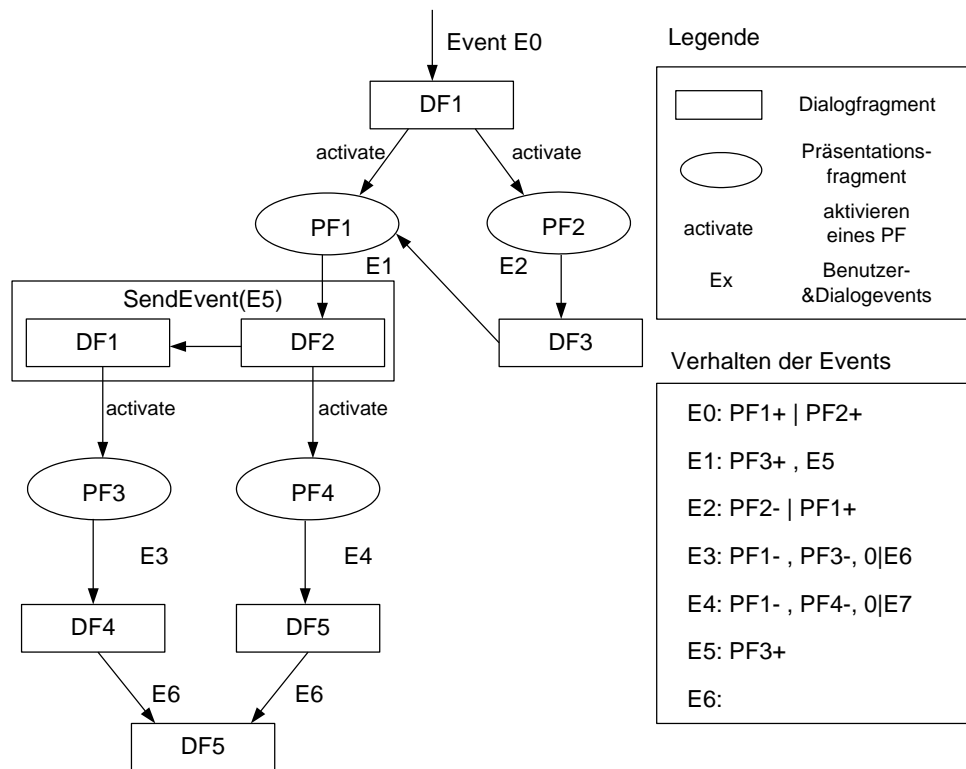 Event E0
DF1
activate
activate
PF1
PF2
E1
E2
SendEvent(E5)
DF1
DF2
DF3
activate
activate
PF3
PF4
E3
E4
DF4
DF5
E6
E6
DF5
Legende
Dialogfragment
Präsentations-
fragment
activate
aktivieren
eines PF
Ex
Benutzer-
&Dialogevents
Verhalten der Events
E0: PF1+ | PF2+
E1: PF3+ , E5
E2: PF2- | PF1+
E3: PF1- , PF3-, 0|E6
E4: PF1- , PF4-, 0|E7
E5: PF3+
E6: